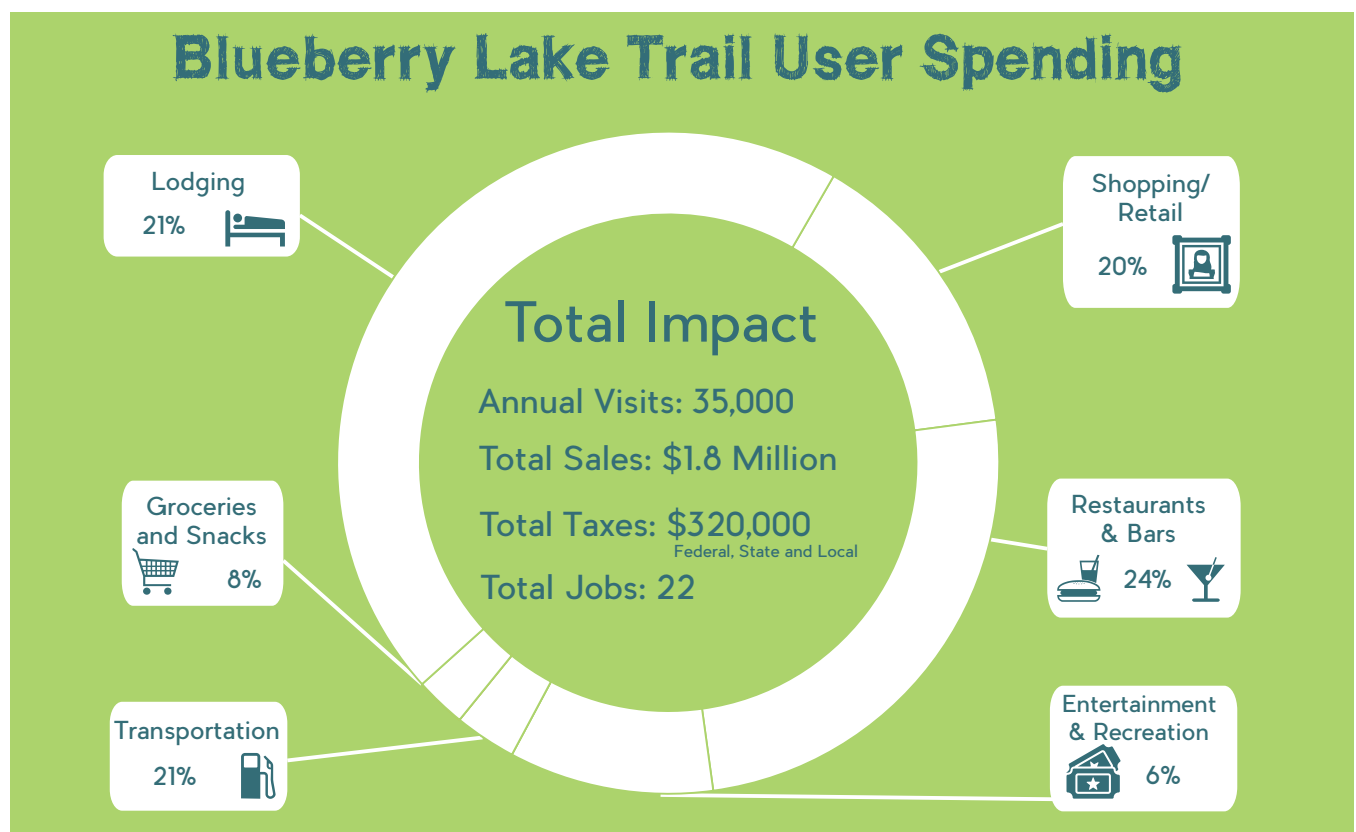 Blueberry Lake Trail User Spending
Lodging
21%
Shopping/
Retail
20%
Total Impact
Annual Visits: 35,000
Total Sales: $1.8 Million
Total Taxes: $320,000
Federal, State and Local
Total Jobs: 22
Groceries
and Snacks
8%
Restaurants
& Bars
24%
Transportation
21%
Entertainment
& Recreation
6%